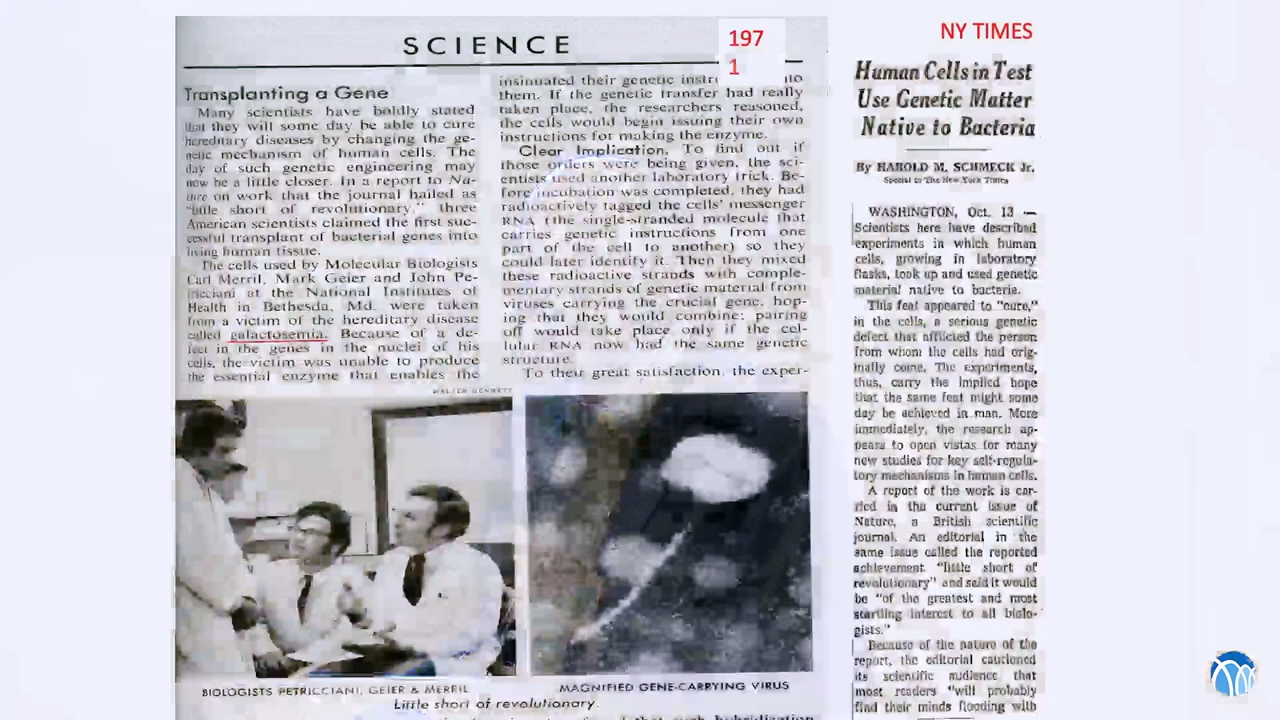 SCIENCE
197
1
Transplanting a Gene
Many scientists have boldly stated
that they will some day be able to cure
hereditary diseases by changing the ge-
netic mechanism of human cells. The
day of such genetic engineering may
now be a little closer. In a report to Na-
ture on work that the journal hailed as
"little short of revolutionary," three
American scientists claimed the first suc-
cessful transplant of bacterial genes into
living human tissue.
The cells used by Molecular Biologists
Carl Merril, Mark Geier and John Pe-
tricciani at the National Institutes of
Health in Bethesda, Md. were taken
from a victim of the hereditary disease
called galactosemia. Because of a de-
fect in the genes in the nuclei of his
cells, the victim was unable to produce
the essential enzyme that enables the
insinuated their genetic instr
them. If the genetic transfer had really
taken place, the researchers reasoned,
the cells would begin issuing their own
instructions for making the enzyme.
Clear Implication. To find out if
those orders were being given, the sci-
entists used another laboratory trick. Be-
fore incubation was completed, they had
radioactively tagged the cells' messenger
RNA (the single-stranded molecule that
carries genetic instructions from one
part of the cell to another) so they
could later identify it. Then they mixed
these radioactive strands with comple-
mentary strands of genetic material from
viruses carrying the crucial gene, hop-
ing that they would combine; pairing
off would take place only if the cel-
lular RNA now had the same genetic
structure.
To their great satisfaction, the exper-
WALTER BENNETT
BIOLOGISTS PETRICCIANI, GEIER & MERRIL
MAGNIFIED GENE-CARRYING VIRUS
Little short of revolutionary.
that such hybridization
NY TIMES
Human Cells in Test
Use Genetic Matter
Native to Bacteria
By HAROLD M. SCHMECK Jr.
Special to The New York Times
WASHINGTON, Oct. 13 —
Scientists here have described
experiments in which human
cells, growing in laboratory
flasks, took up and used genetic
material native to bacteria.
This feat appeared to "cure,"
in the cells, a serious genetic
defect that afflicted the person
from whom the cells had orig-
inally come. The experiments,
thus, carry the implied hope
that the same feat might some
day be achieved in man. More
immediately, the research ap-
pears to open vistas for many
new studies for key self-regula-
tory mechanisms in human cells.
A report of the work is car-
ried in the current issue of
Nature, a British scientific
journal. An editorial in the
same issue called the reported
achievement "little short of
revolutionary" and said it would
be "of the greatest and most
startling interest to all biolo-
gists."
Because of the nature of the
report, the editorial cautioned
its scientific audience that
most readers "will probably
find their minds flooding with